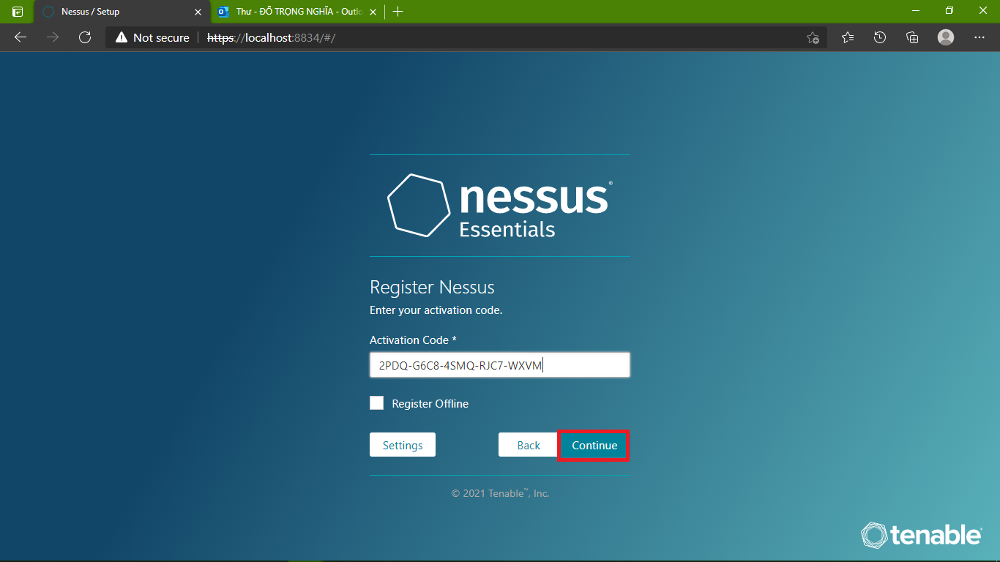 Nessus / Setup
Thư - ĐỖ TRỌNG NGHĨA - Outlo
Not secure
https://localhost:8834/#/
nessus®
Essentials
Register Nessus
Enter your activation code.
Activation Code *
2PDQ-G6C8-4SMQ-RJC7-WXVM
Register Offline
Settings
Back
Continue
© 2021 Tenable™, Inc.
tenable®